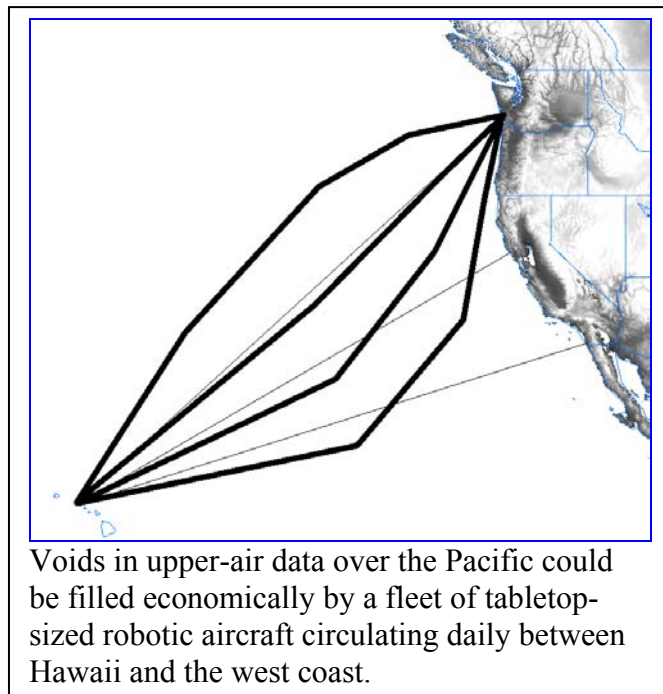 Voids in upper-air data over the Pacific could
be filled economically by a fleet of tabletop-
sized robotic aircraft circulating daily between
Hawaii and the west coast.